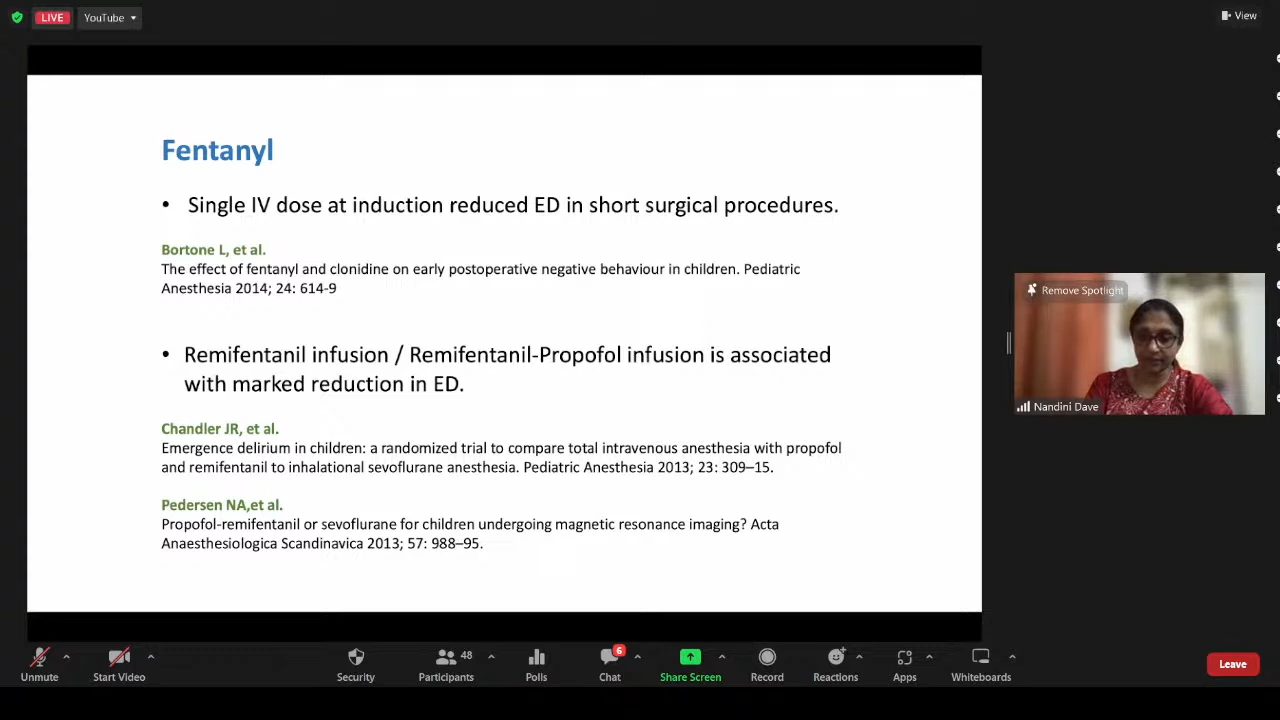 LIVE
YouTube
View
Fentanyl
• Single IV dose at induction reduced ED in short surgical procedures.
Bortone L, et al.
The effect of fentanyl and clonidine on early postoperative negative behaviour in children. Pediatric
Anesthesia 2014; 24: 614-9
• Remifentanil infusion / Remifentanil-Propofol infusion is associated
with marked reduction in ED.
Chandler JR, et al.
Emergence delirium in children: a randomized trial to compare total intravenous anesthesia with propofol
and remifentanil to inhalational sevoflurane anesthesia. Pediatric Anesthesia 2013; 23: 309–15.
Pedersen NA,et al.
Propofol-remifentanil or sevoflurane for children undergoing magnetic resonance imaging? Acta
Anaesthesiologica Scandinavica 2013; 57: 988–95.
Remove Spotlight
Nandini Dave
48
6
Unmute
Start Video
Security
Participants
Polls
Chat
Share Screen
Record
Reactions
Apps
Whiteboards
Leave